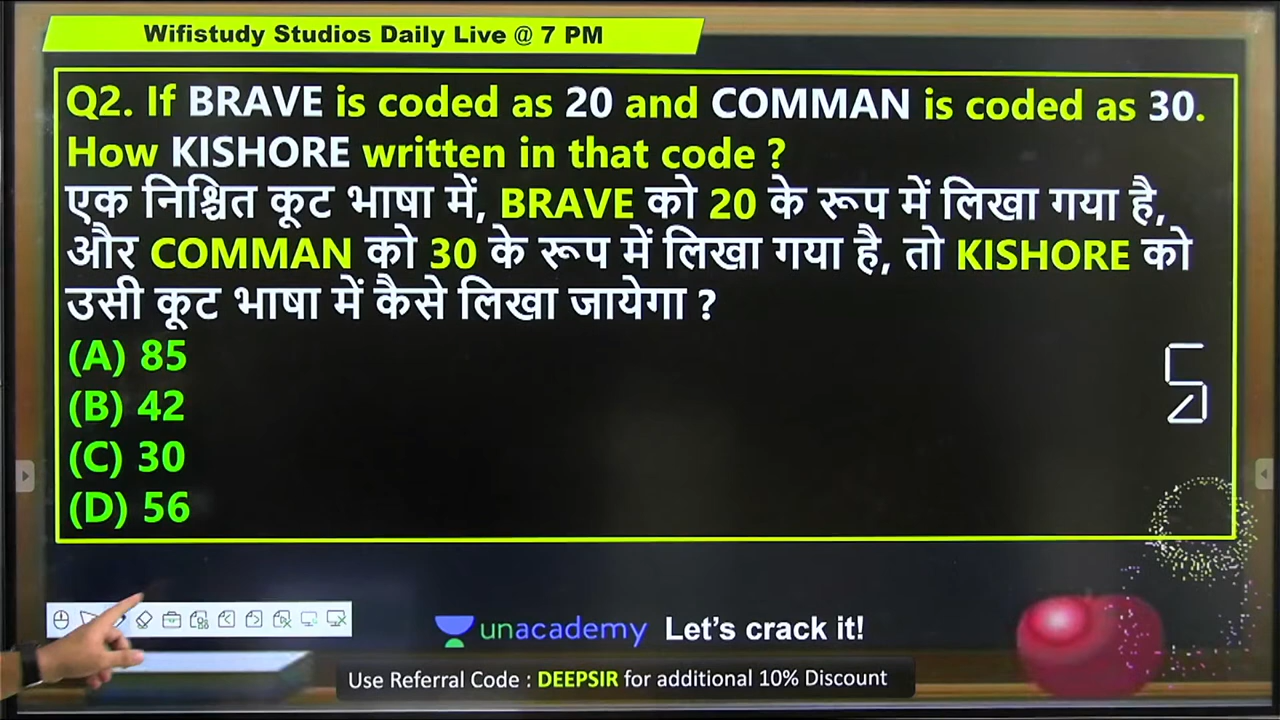 Wifistudy Studios Daily Live @ 7 PM
Q2. If BRAVE is coded as 20 and COMMAN is coded as 30.
How KISHORE written in that code ?
एक निश्चित कूट भाषा में, BRAVE को 20 के रूप में लिखा गया है,
और COMMAN को 30 के रूप में लिखा गया है, तो KISHORE को
उसी कूट भाषा में कैसे लिखा जायेगा ?
(A) 85
(B) 42
(C) 30
(D) 56
unacademy Let's crack it!
Use Referral Code : DEEPSIR for additional 10% Discount